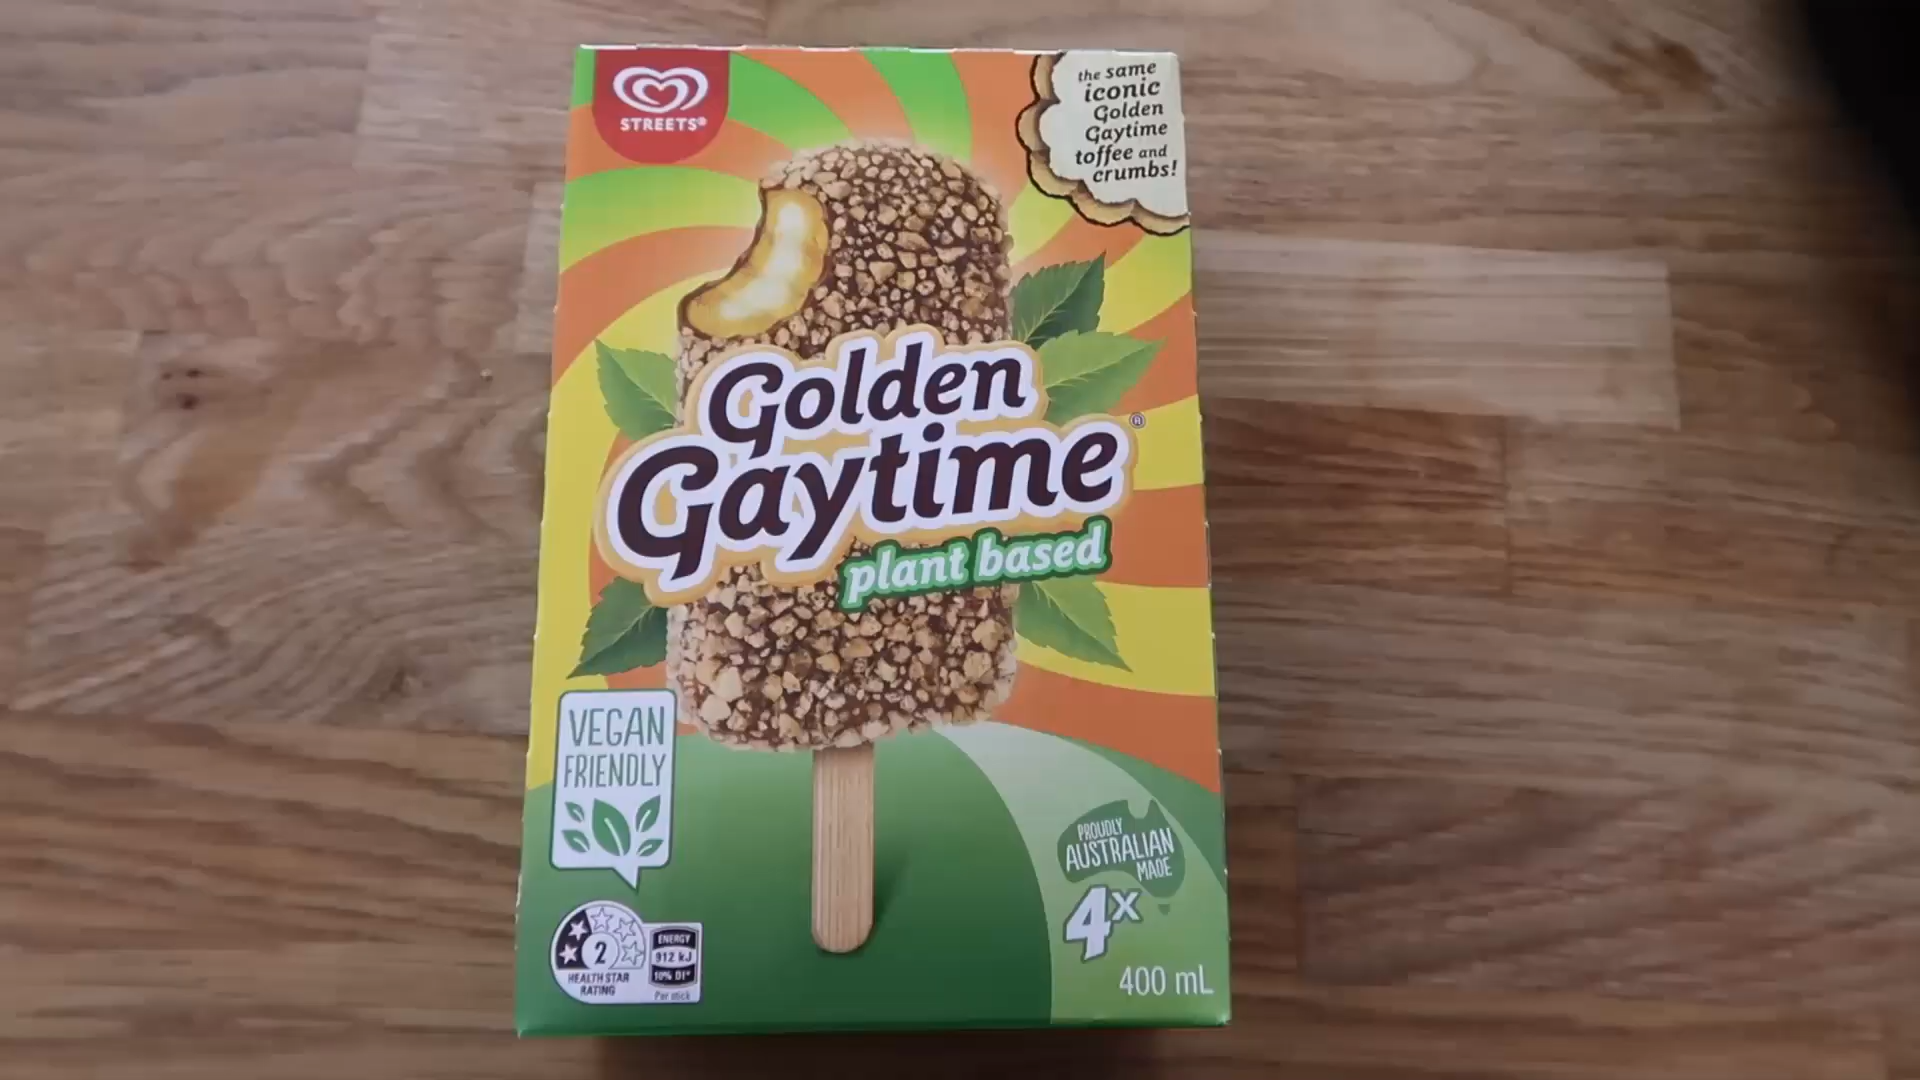 STREETS®
the same
iconic
Golden
Gaytime
toffee and
crumbs!
Golden
Gaytime®
plant based
VEGAN
FRIENDLY
PROUDLY
AUSTRALIAN
MADE
4x
400 mL
2
HEALTH STAR
RATING
ENERGY
912 kJ
10% DI*
Per stick